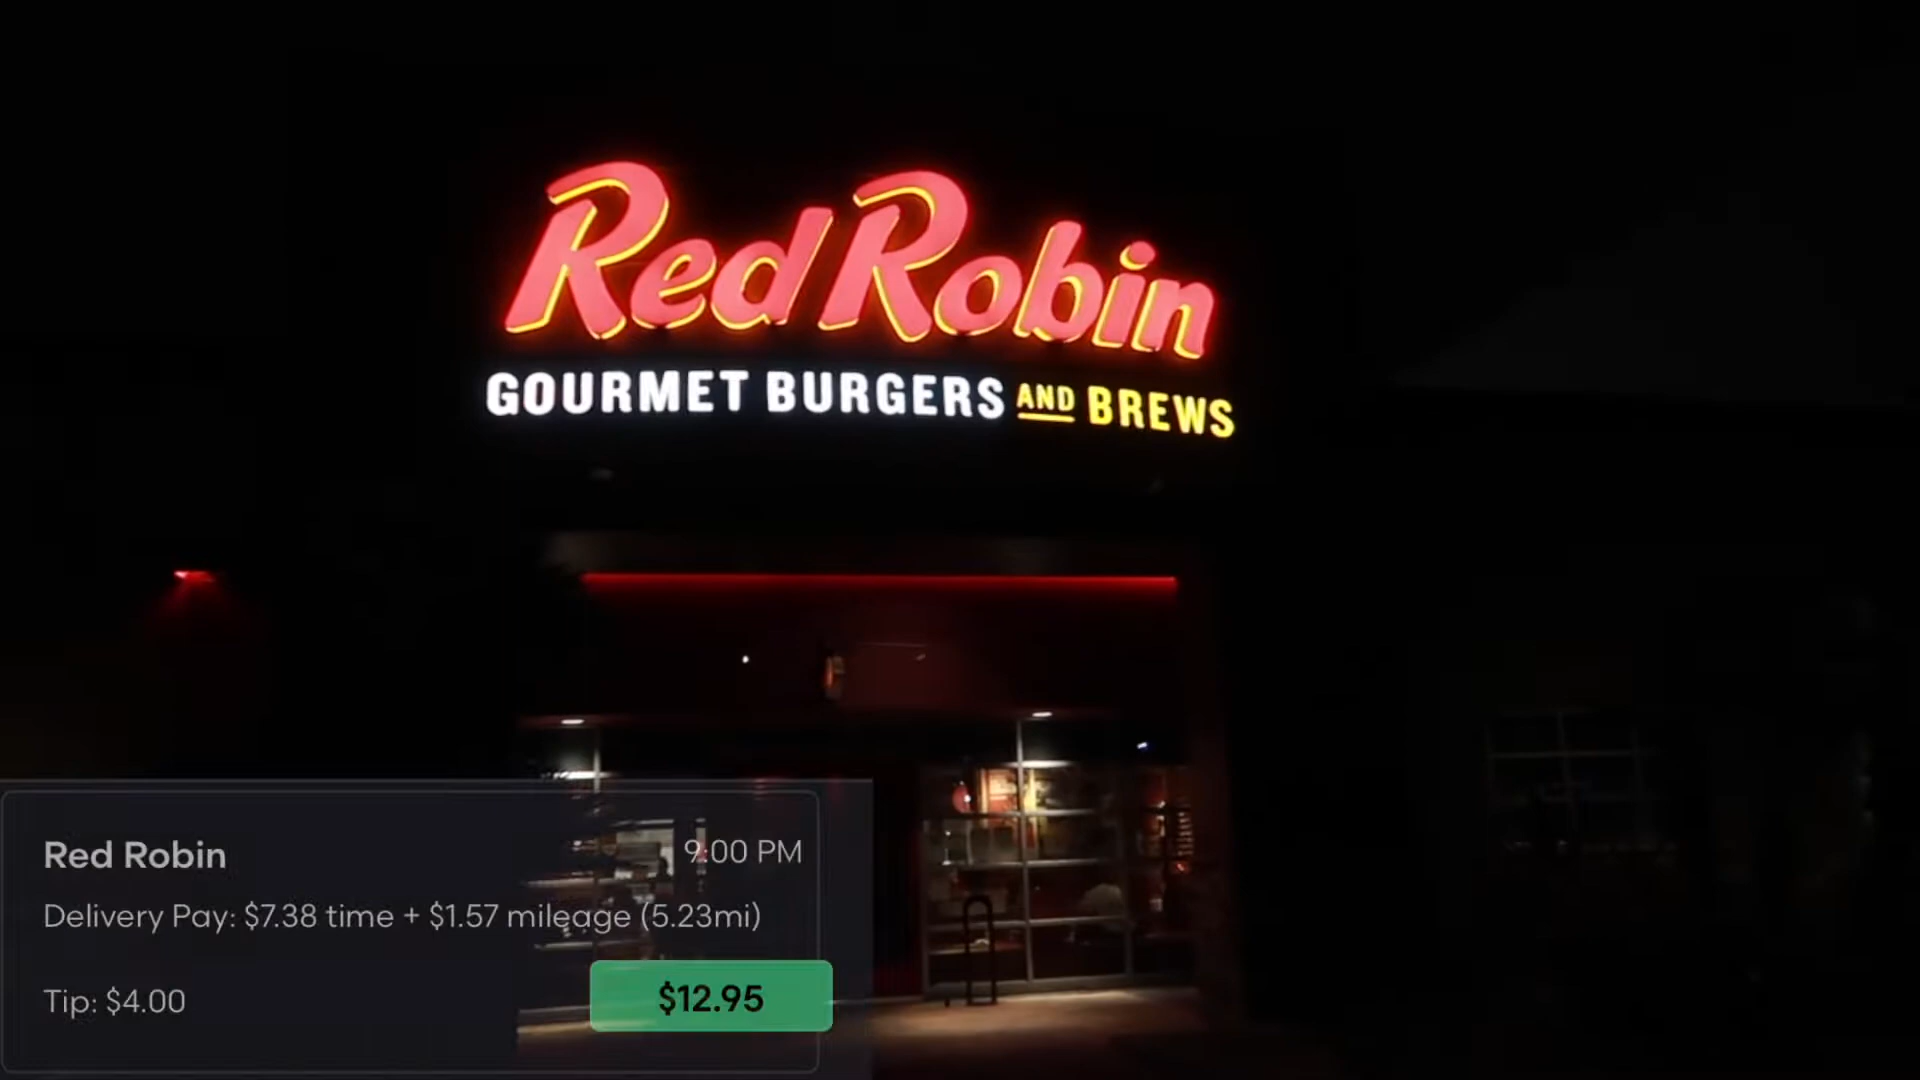 Red Robin
GOURMET BURGERS AND BREWS
Red Robin
9:00 PM
Delivery Pay: $7.38 time + $1.57 mileage (5.23mi)
Tip: $4.00
$12.95